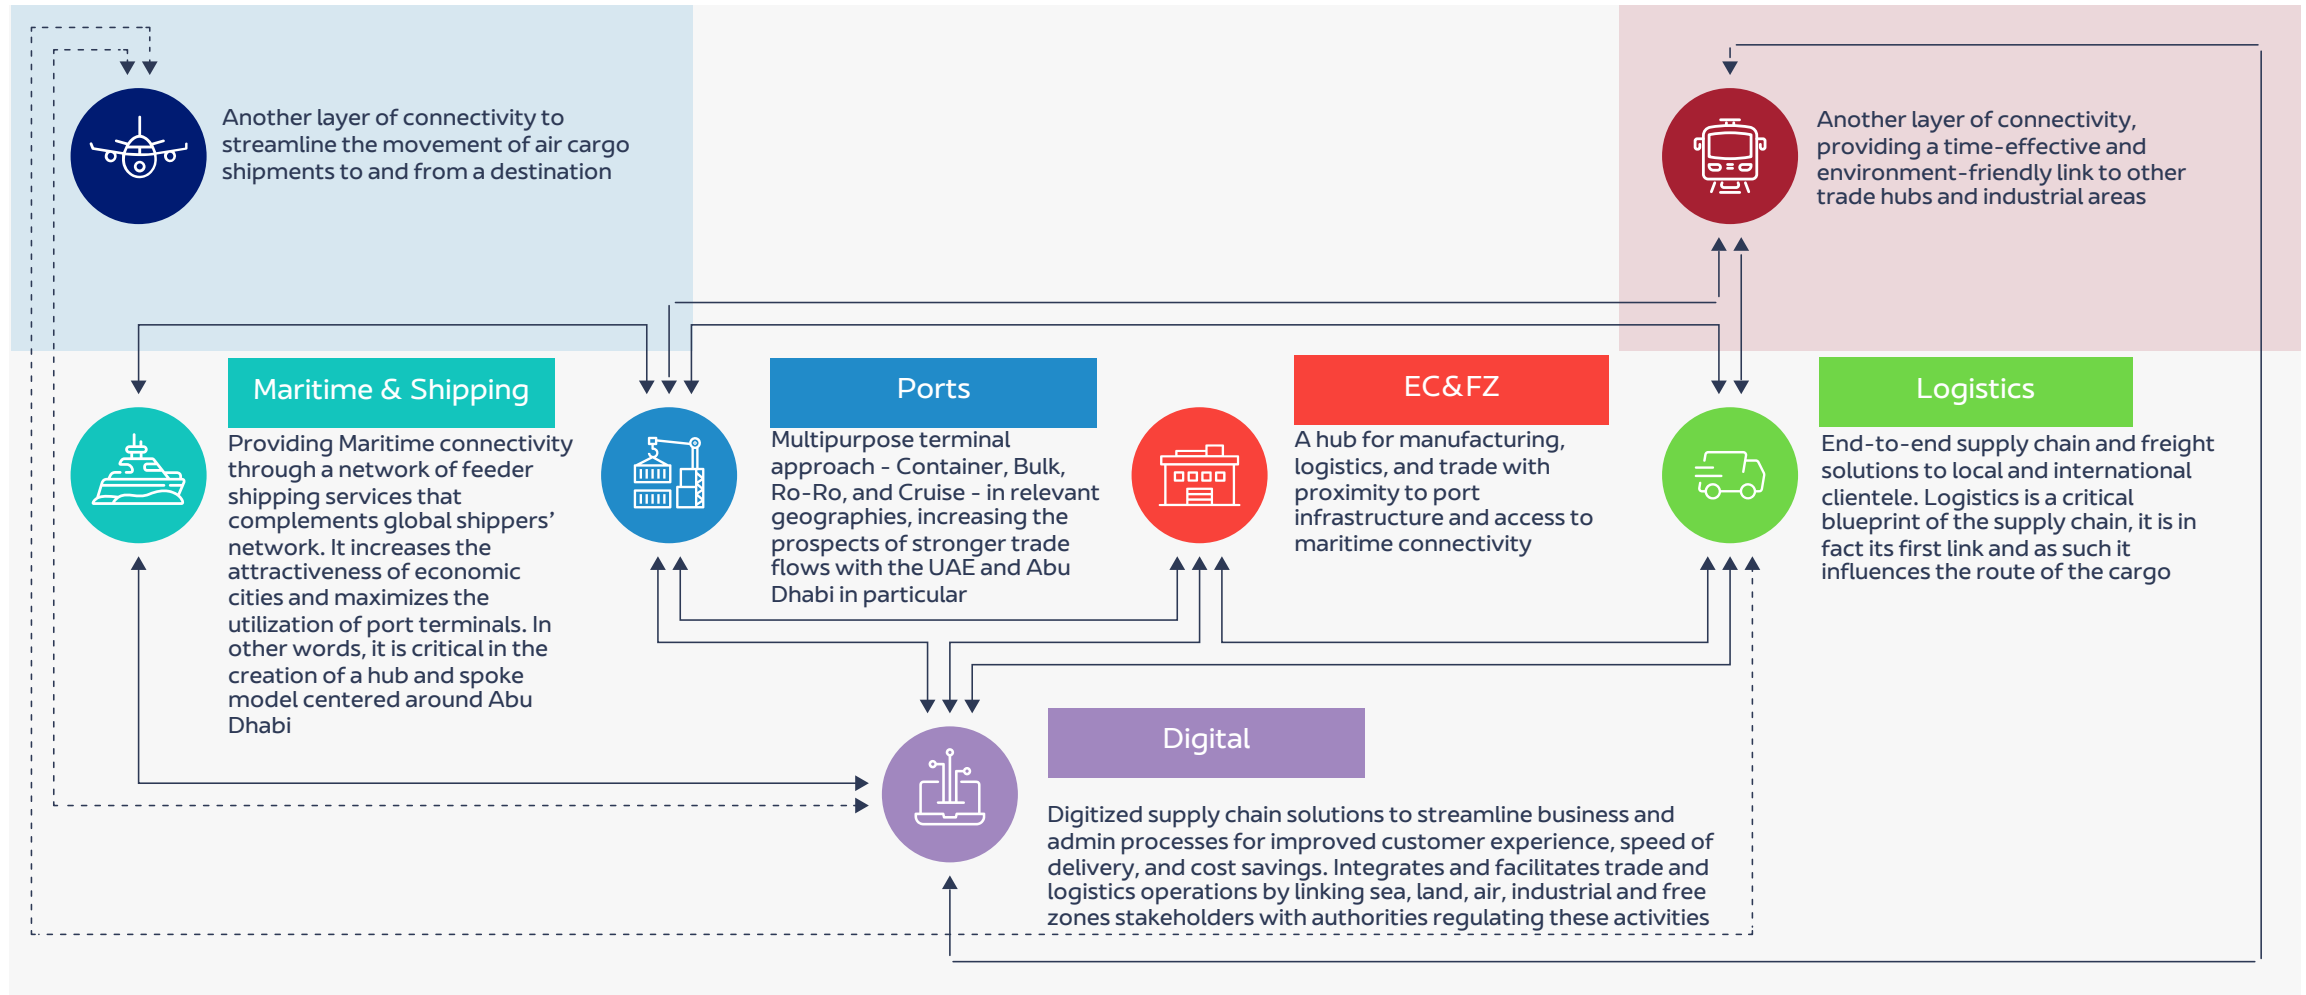 Another layer of connectivity to
streamline the movement of air cargo
shipments to and from a destination
Another layer of connectivity,
providing a time-effective and
environment-friendly link to other
trade hubs and industrial areas
Maritime & Shipping
Providing Maritime connectivity
through a network of feeder
shipping services that
complements global shippers’
network. It increases the
attractiveness of economic
cities and maximizes the
utilization of port terminals. In
other words, it is critical in the
creation of a hub and spoke
model centered around Abu
Dhabi
Ports
Multipurpose terminal
approach - Container, Bulk,
Ro-Ro, and Cruise - in relevant
geographies, increasing the
prospects of stronger trade
flows with the UAE and Abu
Dhabi in particular
EC&FZ
A hub for manufacturing,
logistics, and trade with
proximity to port
infrastructure and access to
maritime connectivity
Logistics
End-to-end supply chain and freight
solutions to local and international
clientele. Logistics is a critical
blueprint of the supply chain, it is in
fact its first link and as such it
influences the route of the cargo
Digital
Digitized supply chain solutions to streamline business and
admin processes for improved customer experience, speed of
delivery, and cost savings. Integrates and facilitates trade and
logistics operations by linking sea, land, air, industrial and free
zones stakeholders with authorities regulating these activities